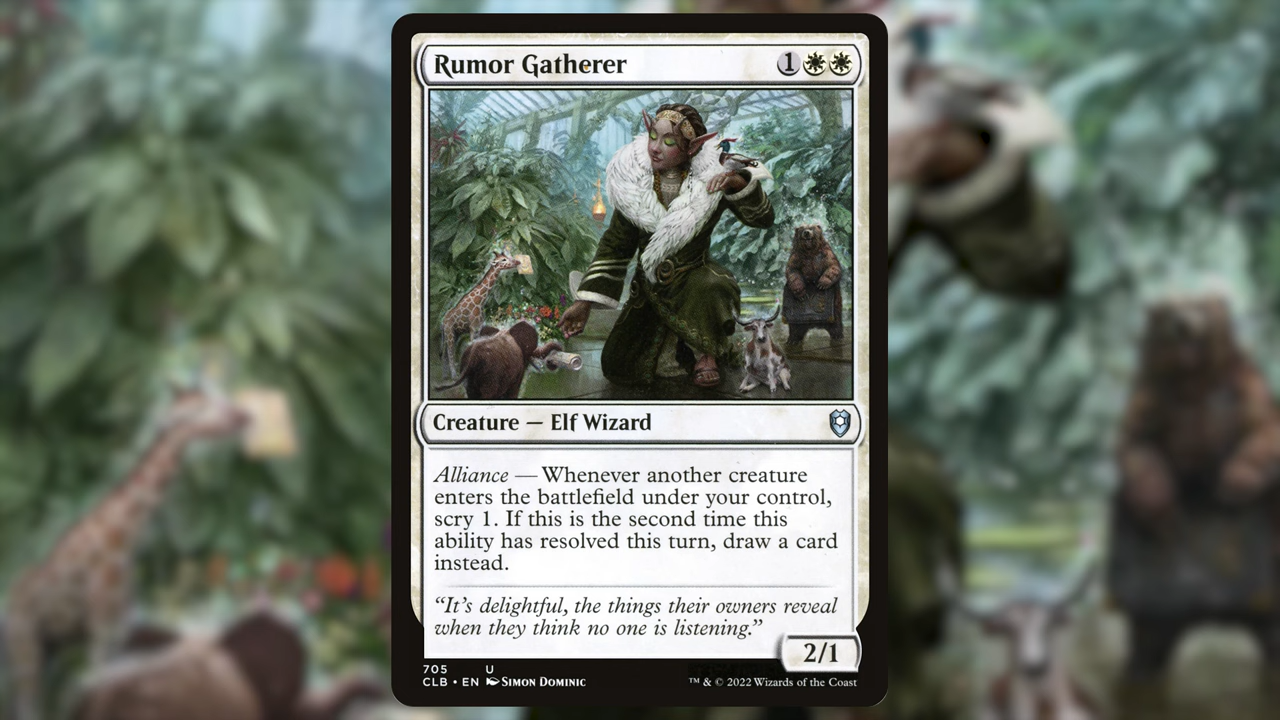 Rumor Gatherer 1
Creature — Elf Wizard
Alliance — Whenever another creature
enters the battlefield under your control,
scry 1. If this is the second time this
ability has resolved this turn, draw a card
instead.
“It’s delightful, the things their owners reveal
when they think no one is listening.”
2/1
705 U
CLB • EN Simon Dominic
™ & © 2022 Wizards of the Coast